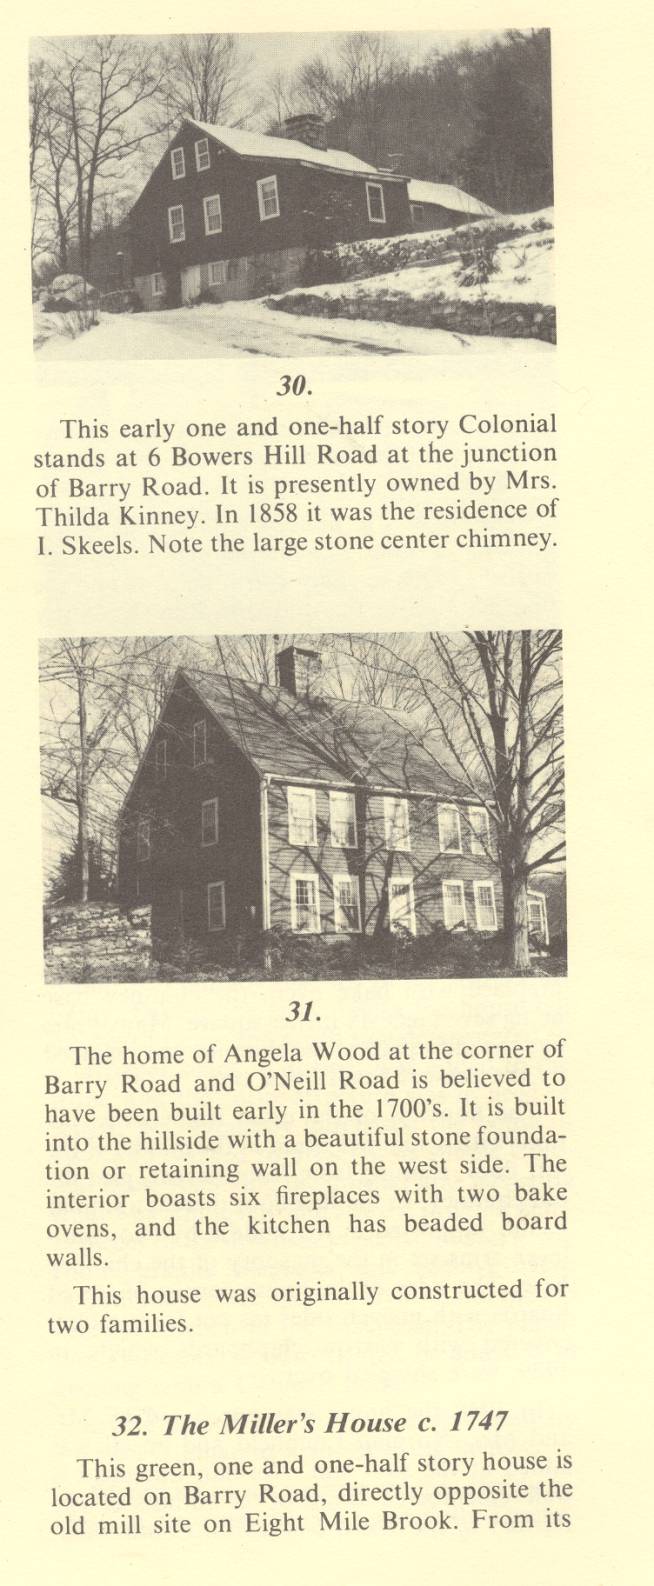 30.
This early one and one-half story Colonial
stands at 6 Bowers Hill Road at the junction
of Barry Road. It is presently owned by Mrs.
Thilda Kinney. In 1858 it was the residence of
I. Skeels. Note the large stone center chimney.
31.
The home of Angela Wood at the corner of
Barry Road and O'Neill Road is believed to
have been built early in the 1700's. It is built
into the hillside with a beautiful stone founda-
tion or retaining wall on the west side. The
interior boasts six fireplaces with two bake
ovens, and the kitchen has beaded board
walls.
This house was originally constructed for
two families.
32. The Miller's House c. 1747
This green, one and one-half story house is
located on Barry Road, directly opposite the
old mill site on Eight Mile Brook. From its